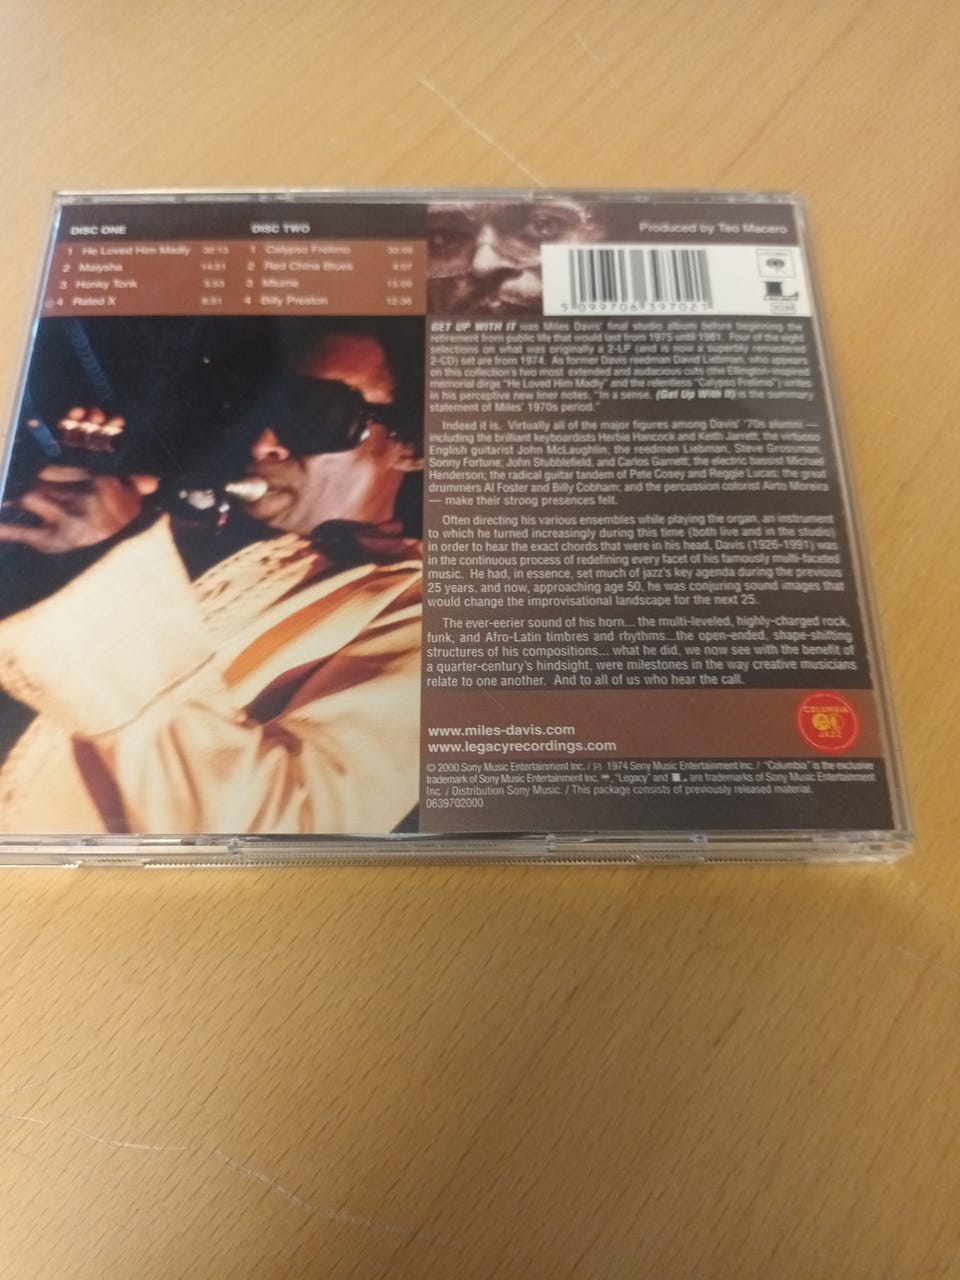 DISC ONE
1 He Loved Him Madly 32:13
2 Maiysha 14:51
3 Honky Tonk 5:53
4 Rated X 6:51
DISC TWO
1 Calypso Frelimo 32:06
2 Red China Blues 4:07
3 Mtume 15:09
4 Billy Preston 12:36
Produced by Teo Macero
5 099706 397021
GET UP WITH IT was Miles Davis' final studio album before beginning the
retirement from public life that would last from 1975 until 1981. Four of the eight
selections on what was originally a 2-LP (and is now a recently remastered
2-CD) set are from 1974. As former Davis reedman David Liebman, who appears
on this collection's two most extended and audacious cuts (the Ellington-inspired
memorial dirge "He Loved Him Madly" and the relentless "Calypso Frelimo") writes
in his perceptive new liner notes, "In a sense, (Get Up With It) is the summary
statement of Miles' 1970s period."
Indeed it is. Virtually all of the major figures among Davis' '70s alumni —
including the brilliant keyboardists Herbie Hancock and Keith Jarrett; the virtuoso
English guitarist John McLaughlin; the reedmen Liebman, Steve Grossman,
Sonny Fortune, John Stubblefield, and Carlos Garnett; the electric bassist Michael
Henderson; the radical guitar tandem of Pete Cosey and Reggie Lucas, the great
drummers Al Foster and Billy Cobham; and the percussion colorist Airto Moreira
— make their strong presences felt.
Often directing his various ensembles while playing the organ, an instrument
to which he turned increasingly during this time (both live and in the studio)
in order to hear the exact chords that were in his head, Davis (1926-1991) was
in the continuous process of redefining every facet of his famously multi-faceted
music. He had, in essence, set much of jazz's key agenda during the previous
25 years, and now, approaching age 50, he was conjuring sound images that
would change the improvisational landscape for the next 25.
The ever-eerier sound of his horn... the multi-leveled, highly-charged rock,
funk, and Afro-Latin timbres and rhythms...the open-ended, shape-shifting
structures of his compositions... what he did, we now see with the benefit of
a quarter-century's hindsight, were milestones in the way creative musicians
relate to one another. And to all of us who hear the call.
www.miles-davis.com
www.legacyrecordings.com
COLUMBIA
JAZZ
© 2000 Sony Music Entertainment Inc. / ℗ 1974 Sony Music Entertainment Inc. / "Columbia" is the exclusive
trademark of Sony Music Entertainment Inc. "Legacy" and L are trademarks of Sony Music Entertainment
Inc. / Distribution Sony Music. / This package consists of previously released material.
0639702000